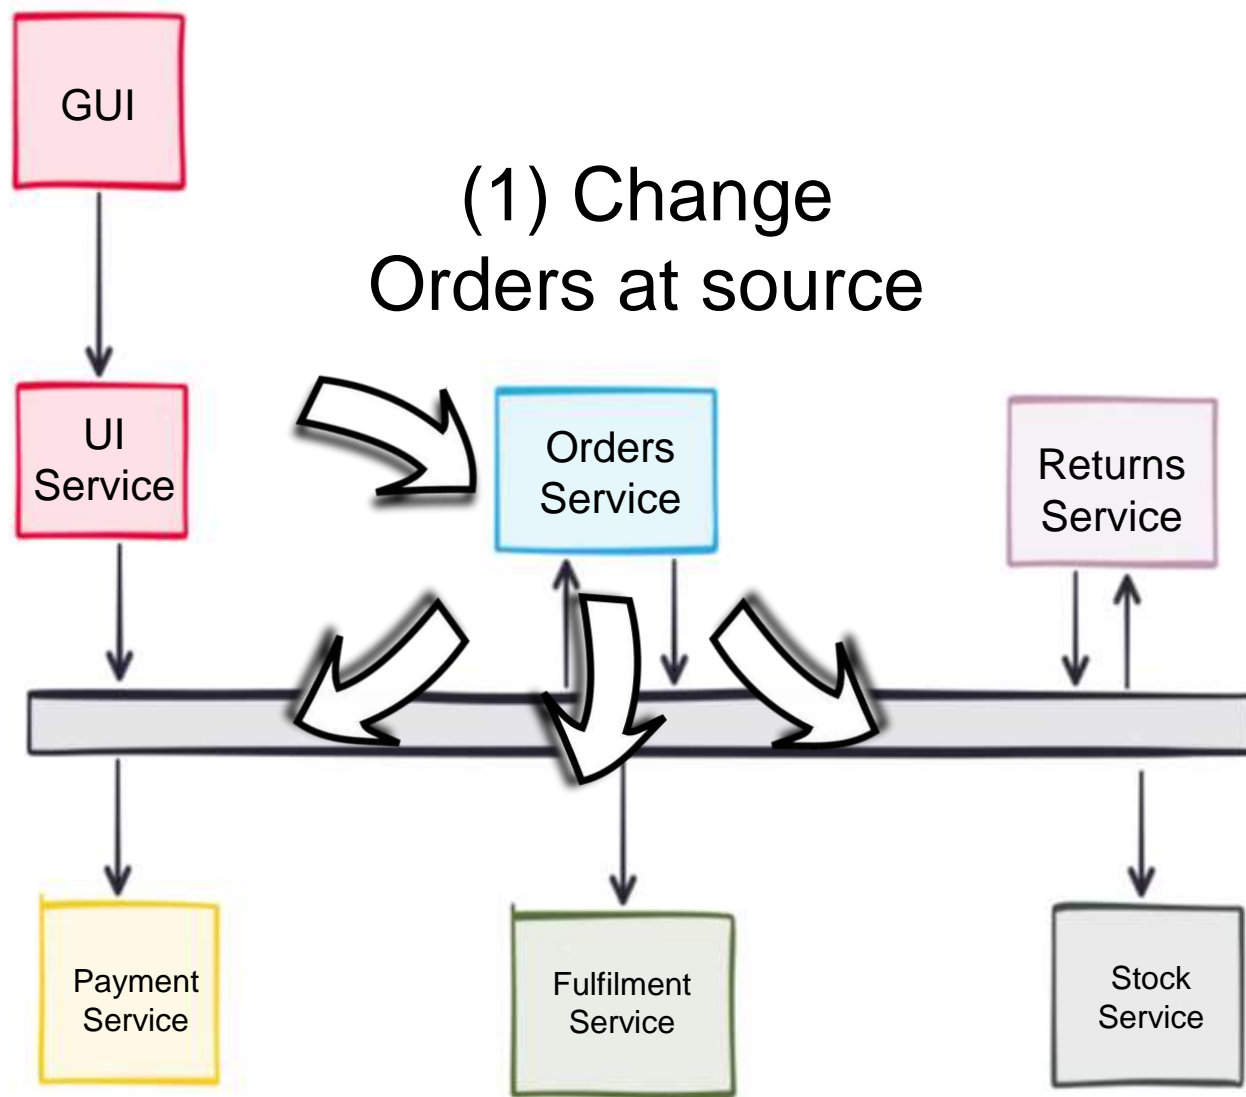 GUI
(1) Change
Orders at source
UI
Service
Orders
Service
Returns
Service
Payment
Service
Fulfilment
Service
Stock
Service